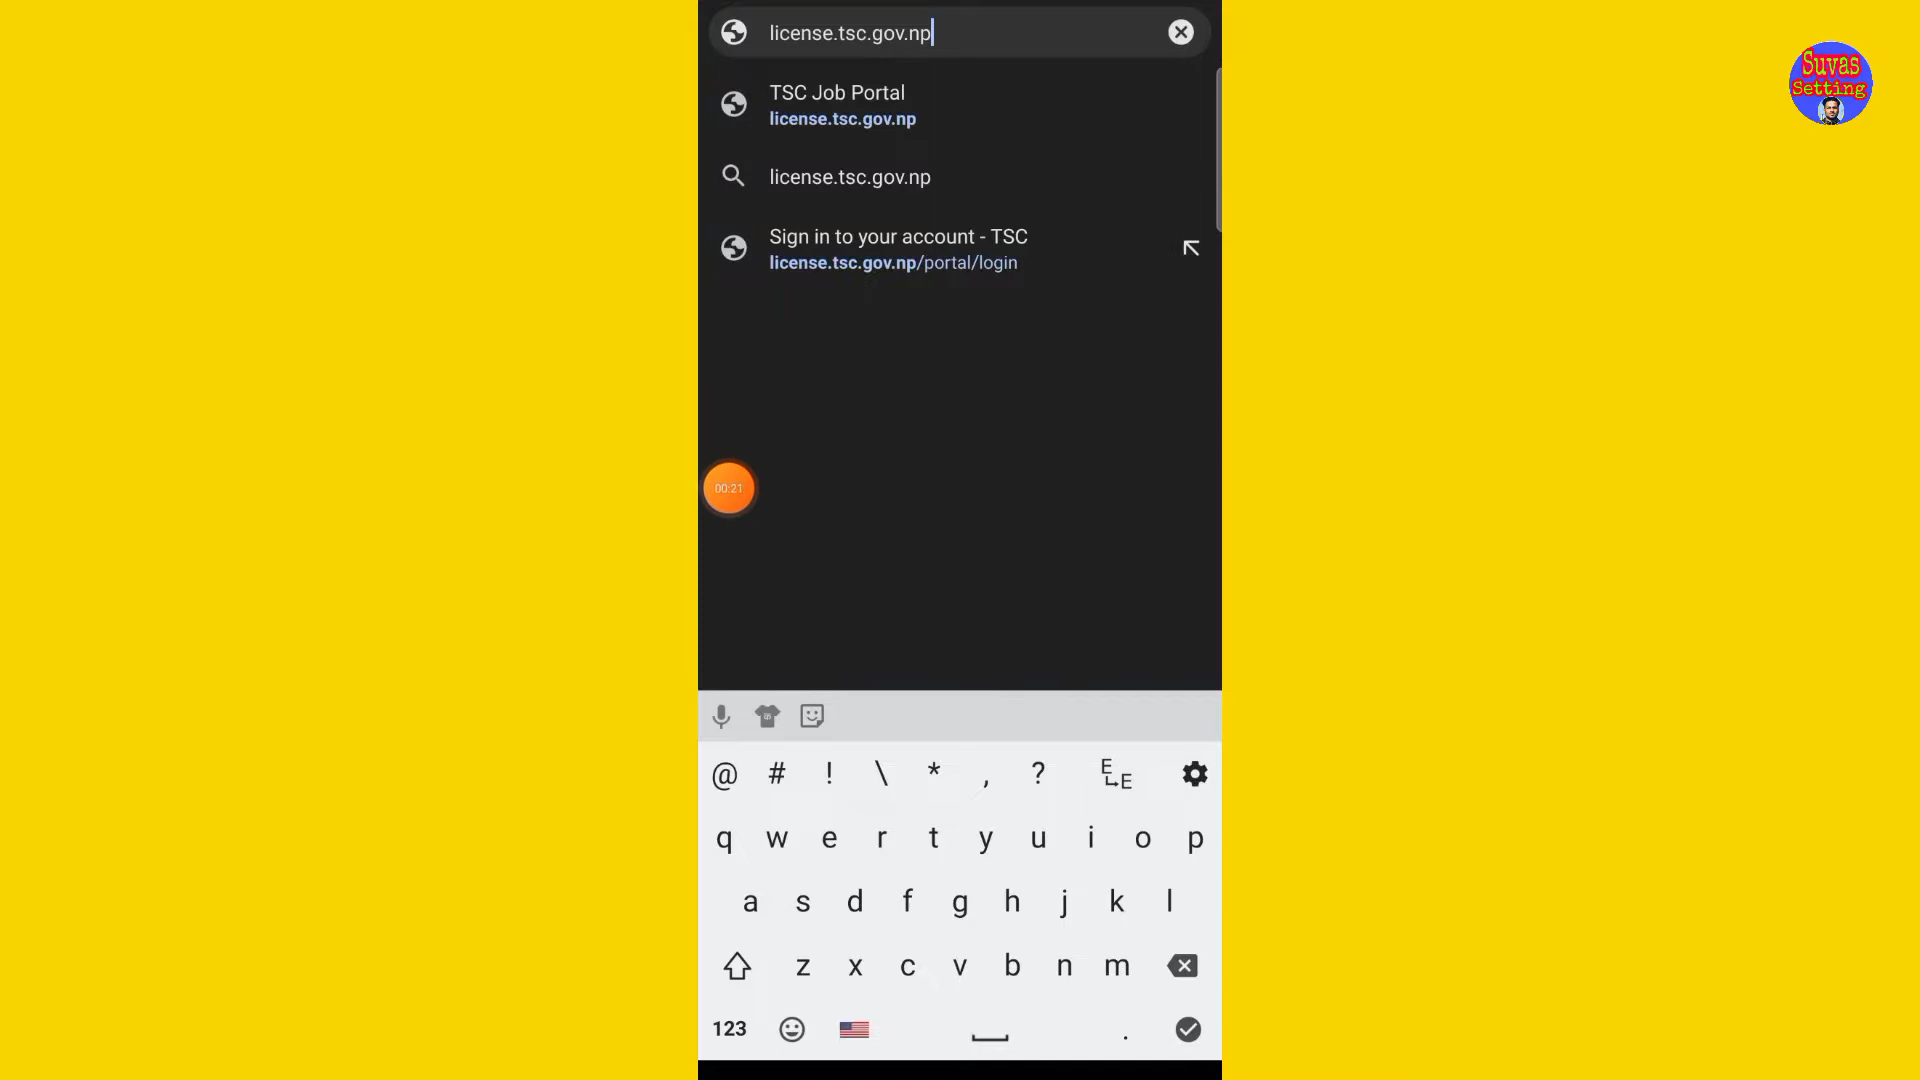 license.tsc.gov.np
Suvas
Setting
TSC Job Portal
license.tsc.gov.np
license.tsc.gov.np
Sign in to your account - TSC
license.tsc.gov.np/portal/login
00:21
@ # ! \ * , ? E E
q w e r t y u i o p
a s d f g h j k l
z x c v b n m
123 .